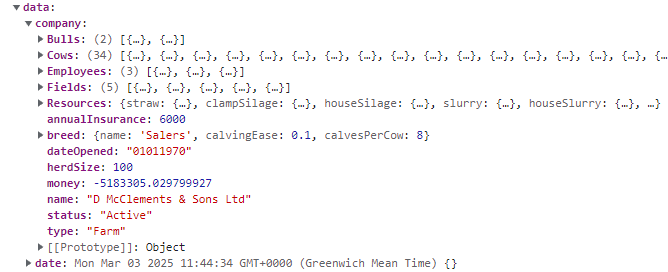 ▼ data:
▼ company:
▶ Bulls: (2) [{…}, {…}]
▶ Cows: (34) [{…}, {…}, {…}, {…}, {…}, {…}, {…}, {…}, {…}, {…}, {…}, {…}, {…}, {…}, {…}, {…}, {…
▶ Employees: (3) [{…}, {…}, {…}]
▶ Fields: (5) [{…}, {…}, {…}, {…}, {…}]
▶ Resources: {straw: {…}, clampSilage: {…}, houseSilage: {…}, slurry: {…}, houseSlurry: {…}, …}
annualInsurance: 6000
▶ breed: {name: 'Salers', calvingEase: 0.1, calvesPerCow: 8}
dateOpened: "01011970"
herdSize: 100
money: -5183305.029799927
name: "D McClements & Sons Ltd"
status: "Active"
type: "Farm"
▶ [[Prototype]]: Object
▶ date: Mon Mar 03 2025 11:44:34 GMT+0000 (Greenwich Mean Time) {}